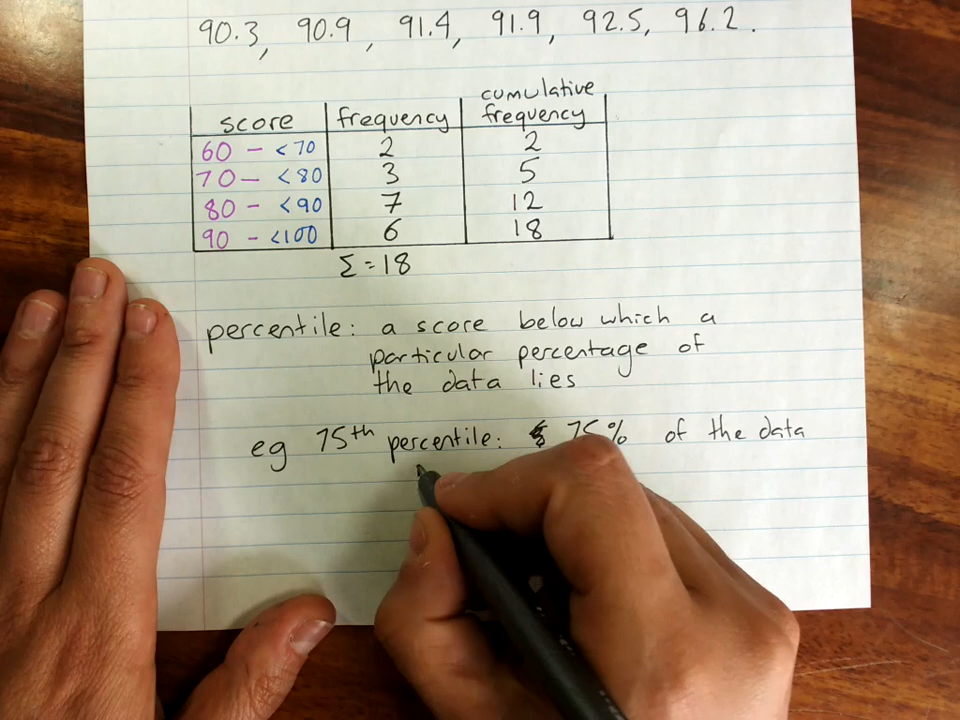 90.3, 90.9, 91.4, 91.9, 92.5, 96.2.
cumulative
score frequency frequency
60 - <70 2 2
70 - <80 3 5
80 - <90 7 12
90 - <100 6 18
Σ = 18
percentile: a score below which a
particular percentage of
the data lies
eg 75th percentile: 75% of the data